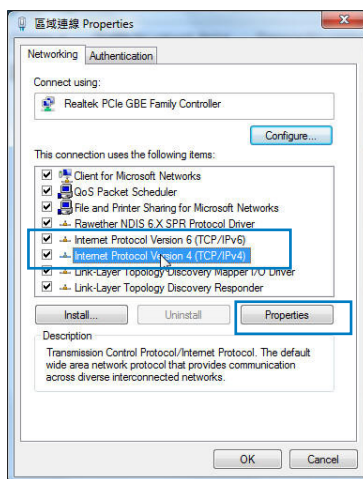 區域連線 Properties
Networking
Authentication
Connect using:
Realtek PCIe GBE Family Controller
Configure...
This connection uses the following items:
Client for Microsoft Networks
QoS Packet Scheduler
File and Printer Sharing for Microsoft Networks
Rawether NDIS 6.X SPR Protocol Driver
Internet Protocol Version 6 (TCP/IPv6)
Internet Protocol Version 4 (TCP/IPv4)
Link-Layer Topology Discovery Mapper I/O Driver
Link-Layer Topology Discovery Responder
Install...
Uninstall
Properties
Description
Transmission Control Protocol/Internet Protocol. The default
wide area network protocol that provides communication
across diverse interconnected networks.
OK
Cancel